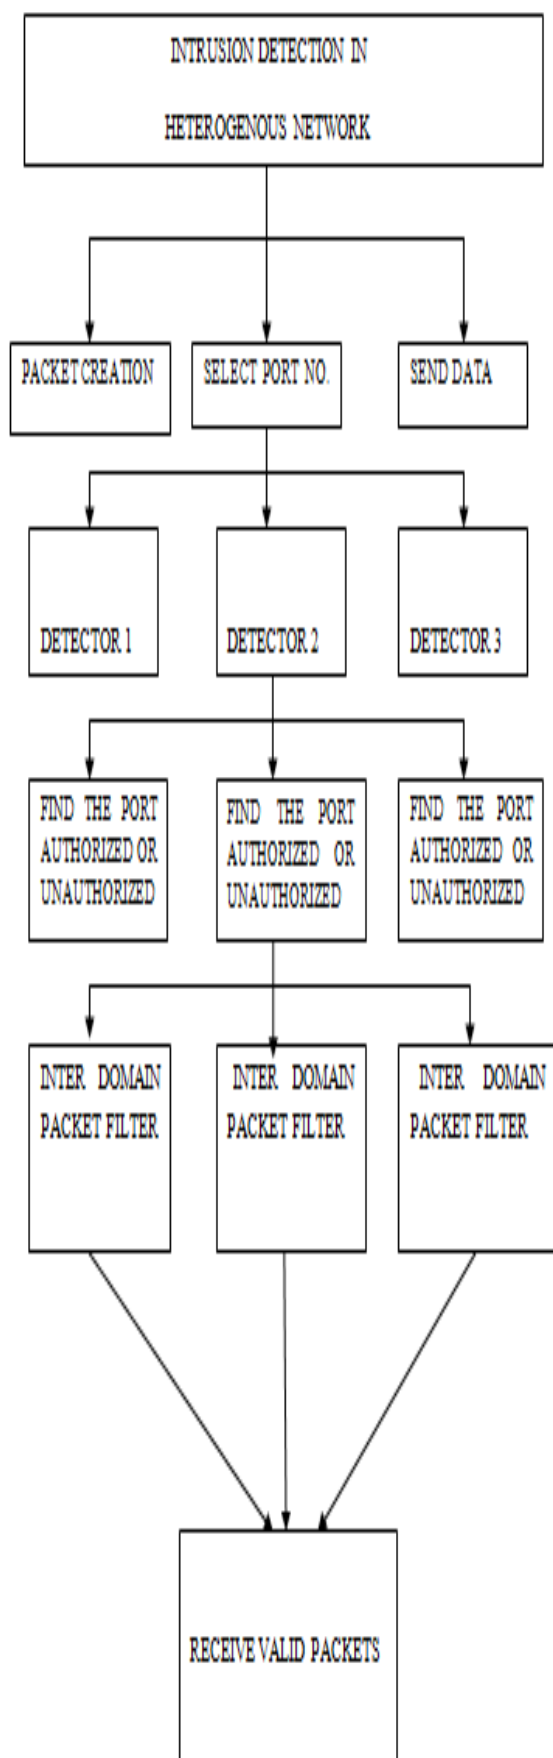 INTRUSION DETECTION IN
HETEROGENOUS NETWORK
PACKET CREATION
SELECT PORT NO.
SEND DATA
DETECTOR 1
DETECTOR 2
DETECTOR 3
FIND THE PORT
AUTHORIZED OR
UNAUTHORIZED
FIND THE PORT
AUTHORIZED OR
UNAUTHORIZED
FIND THE PORT
AUTHORIZED OR
UNAUTHORIZED
INTER DOMAIN
PACKET FILTER
INTER DOMAIN
PACKET FILTER
INTER DOMAIN
PACKET FILTER
RECEIVE VALID PACKETS